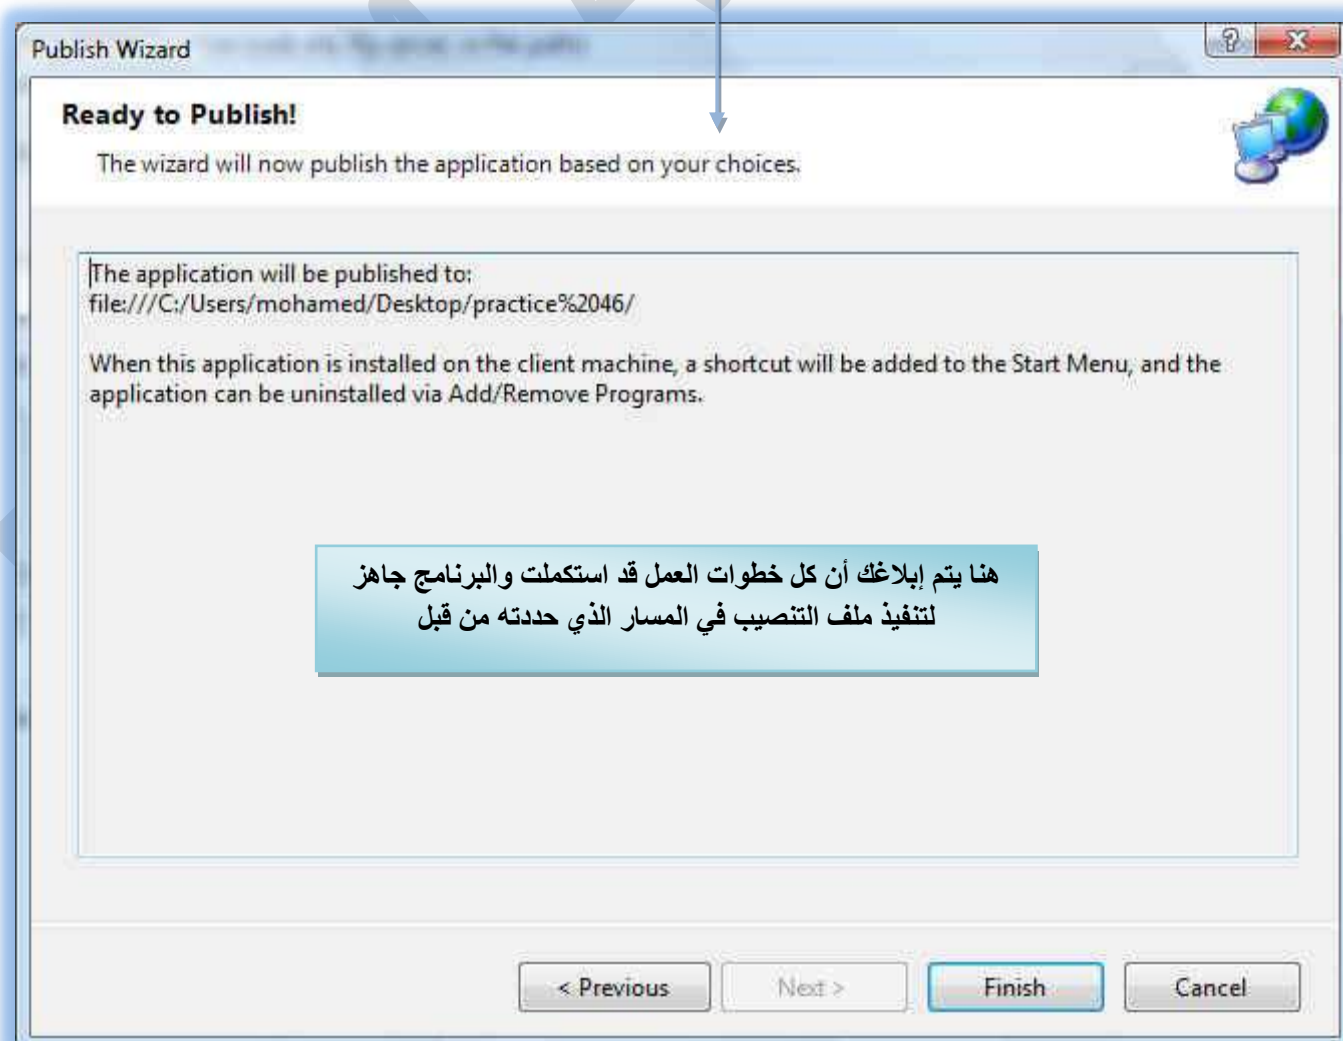 Publish Wizard
Ready to Publish!
The wizard will now publish the application based on your choices.
The application will be published to:
file:///C:/Users/mohamed/Desktop/practice%2046/
When this application is installed on the client machine, a shortcut will be added to the Start Menu, and the
application can be uninstalled via Add/Remove Programs.
هنا يتم إبلاغك أن كل خطوات العمل قد استكملت والبرنامج جاهز
لتنفيذ ملف التنصيب في المسار الذي حددته من قبل
< Previous
Next >
Finish
Cancel